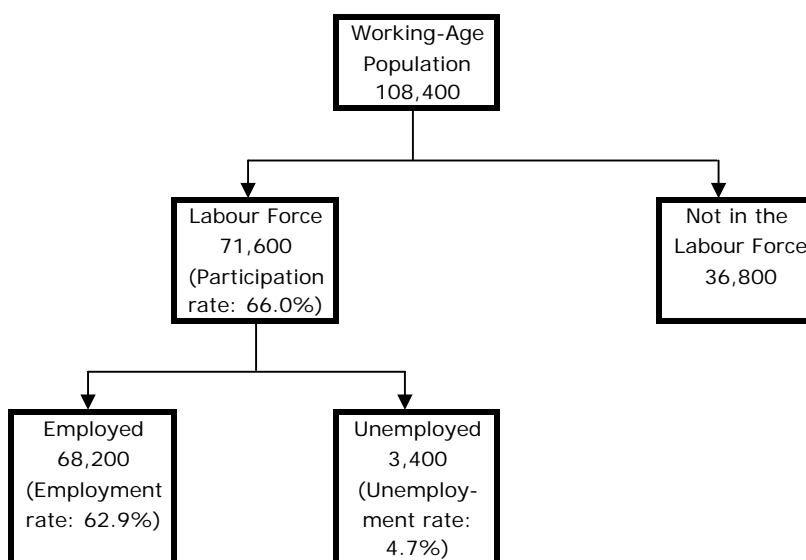 Working-Age
Population
108,400
Labour Force
71,600
(Participation
rate: 66.0%)
Not in the
Labour Force
36,800
Employed
68,200
(Employment
rate: 62.9%)
Unemployed
3,400
(Unemploy-
ment rate:
4.7%)